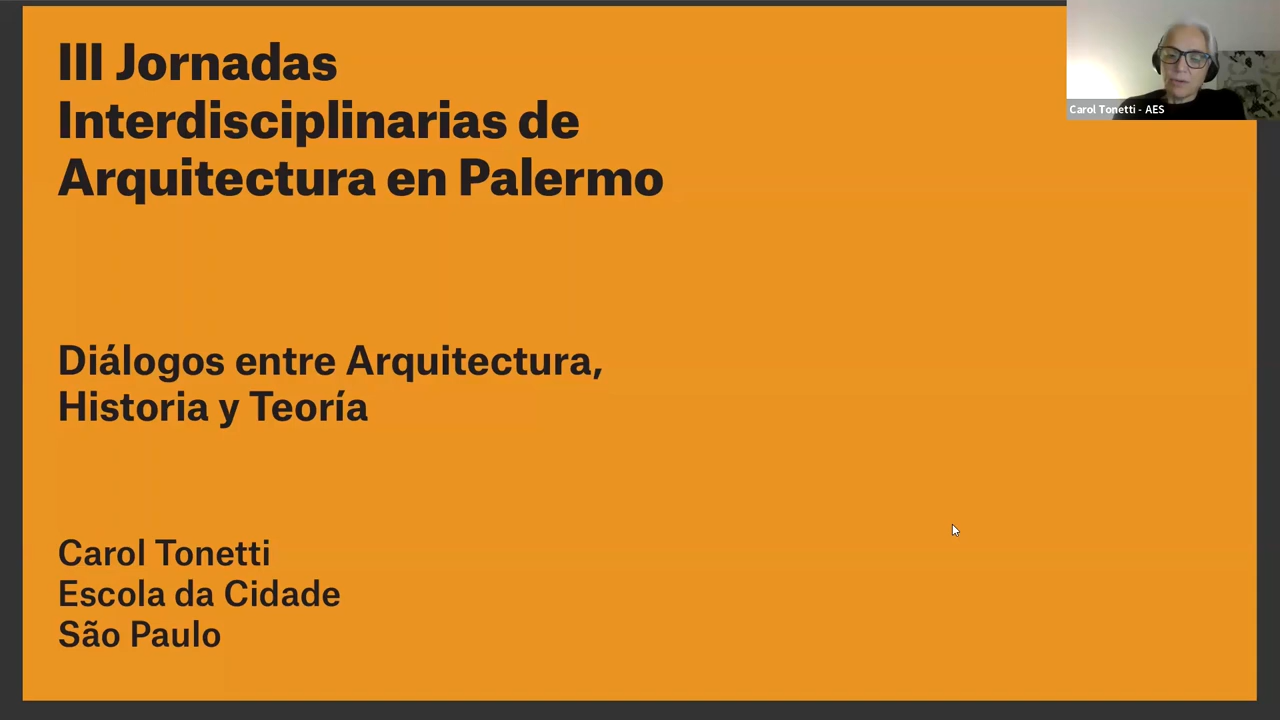 III Jornadas
Interdisciplinarias de
Arquitectura en Palermo
Diálogos entre Arquitectura,
Historia y Teoría
Carol Tonetti
Escola da Cidade
São Paulo
Carol Tonetti - AES